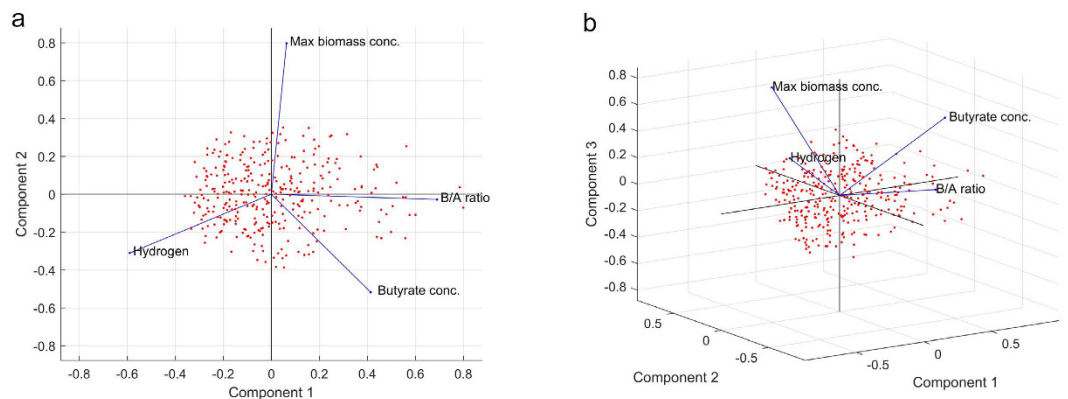 a
0.8
0.6
0.4
0.2
0
-0.2
-0.4
-0.6
-0.8
Component 2
Max biomass conc.
B/A ratio
Hydrogen
Butyrate conc.
-0.8 -0.6 -0.4 -0.2 0 0.2 0.4 0.6 0.8
Component 1
b
0.8
0.6
0.4
0.2
0
-0.2
-0.4
-0.6
-0.8
Component 3
Max biomass conc.
Butyrate conc.
Hydrogen
B/A ratio
0.5
0
-0.5
Component 2
-0.5
0
0.5
Component 1